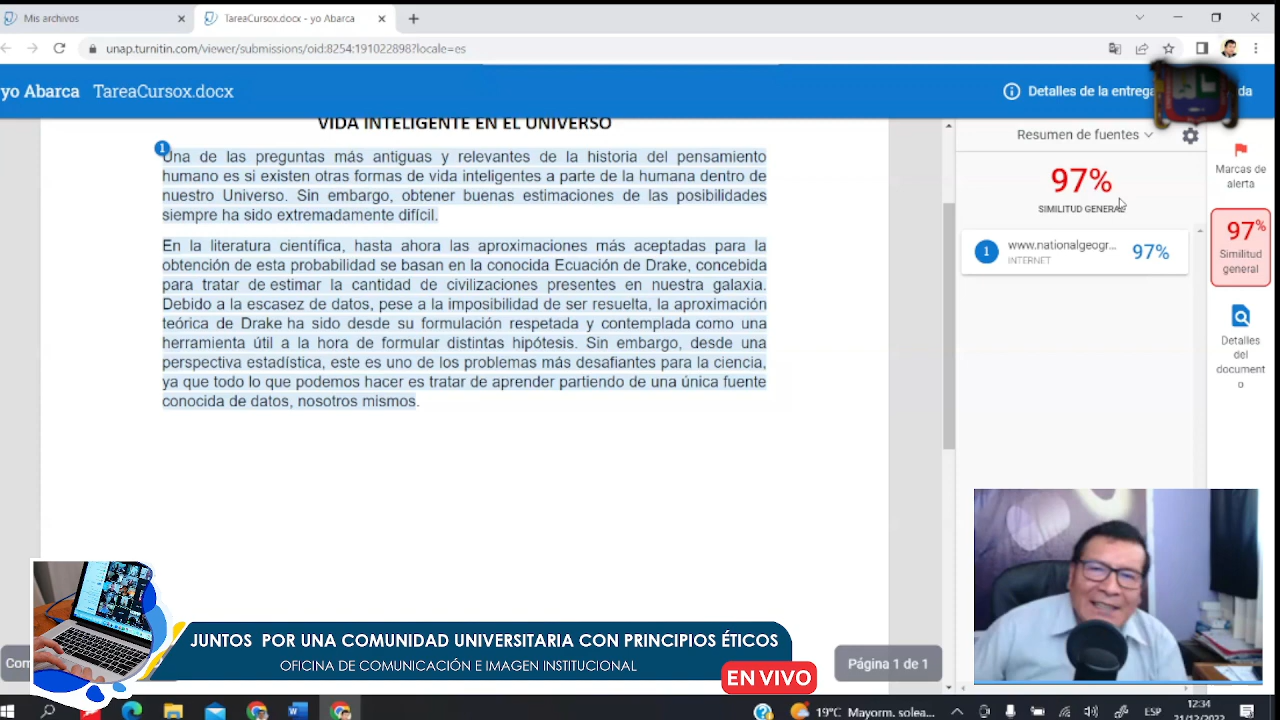 Mis archivos
TareaCursox.docx - yo Abarca
unap.turnitin.com/viewer/submissions/oid:8254:191022898?locale=es
yo Abarca TareaCursox.docx
Detalles de la entrega
da
VIDA INTELIGENTE EN EL UNIVERSO
1
Una de las preguntas más antiguas y relevantes de la historia del pensamiento
humano es si existen otras formas de vida inteligentes a parte de la humana dentro de
nuestro Universo. Sin embargo, obtener buenas estimaciones de las posibilidades
siempre ha sido extremadamente difícil.
En la literatura científica, hasta ahora las aproximaciones más aceptadas para la
obtención de esta probabilidad se basan en la conocida Ecuación de Drake, concebida
para tratar de estimar la cantidad de civilizaciones presentes en nuestra galaxia.
Debido a la escasez de datos, pese a la imposibilidad de ser resuelta, la aproximación
teórica de Drake ha sido desde su formulación respetada y contemplada como una
herramienta útil a la hora de formular distintas hipótesis. Sin embargo, desde una
perspectiva estadística, este es uno de los problemas más desafiantes para la ciencia,
ya que todo lo que podemos hacer es tratar de aprender partiendo de una única fuente
conocida de datos, nosotros mismos.
Resumen de fuentes
97%
SIMILITUD GENERAL
1 www.nationalgeogr... 97%
INTERNET
Marcas de
alerta
97%
Similitud
general
Detalles
del
document
o
Com
JUNTOS POR UNA COMUNIDAD UNIVERSITARIA CON PRINCIPIOS ÉTICOS
OFICINA DE COMUNICACIÓN E IMAGEN INSTITUCIONAL
EN VIVO
Página 1 de 1
19°C Mayorm. solea...
ESP
12:34
21/12/2022